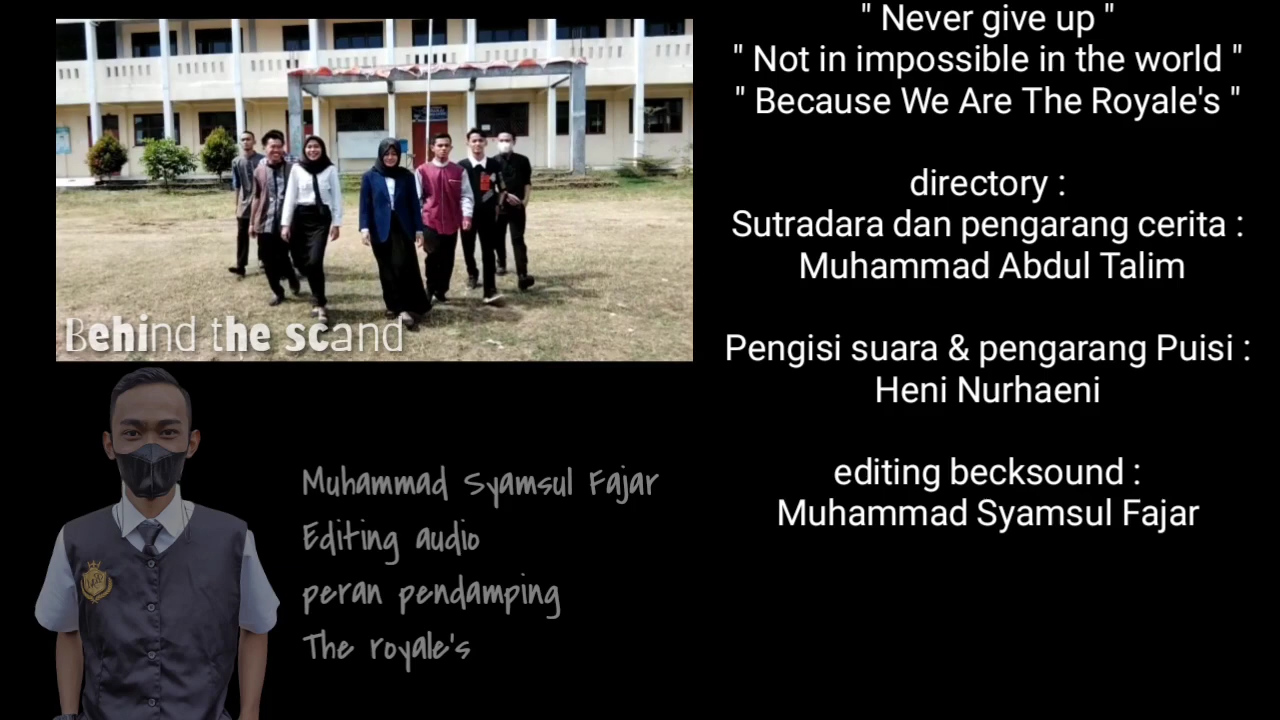 " Never give up "
" Not in impossible in the world "
" Because We Are The Royale's "
directory :
Sutradara dan pengarang cerita :
Muhammad Abdul Talim
Pengisi suara & pengarang Puisi :
Heni Nurhaeni
editing becksound :
Muhammad Syamsul Fajar
Behind the scand
Muhammad Syamsul Fajar
Editing audio
peran pendamping
The royale's